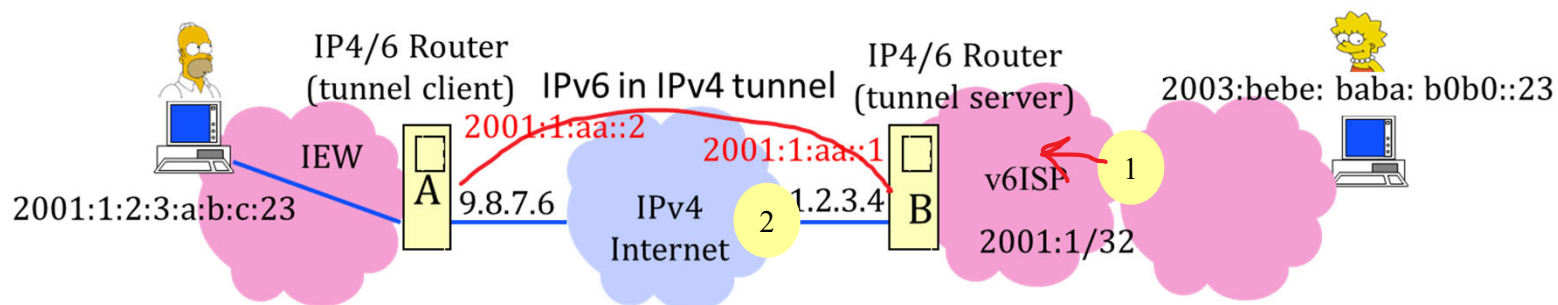 IP4/6 Router
(tunnel client)
IPv6 in IPv4 tunnel
IP4/6 Router
(tunnel server)
2003:bebe: baba: b0b0::23
2001:1:aa::2
2001:1:aa::1
IEW
v6ISP
1
A
9.8.7.6
IPv4
Internet
2
1.2.3.4
B
2001:1:2:3:a:b:c:23
2001:1/32